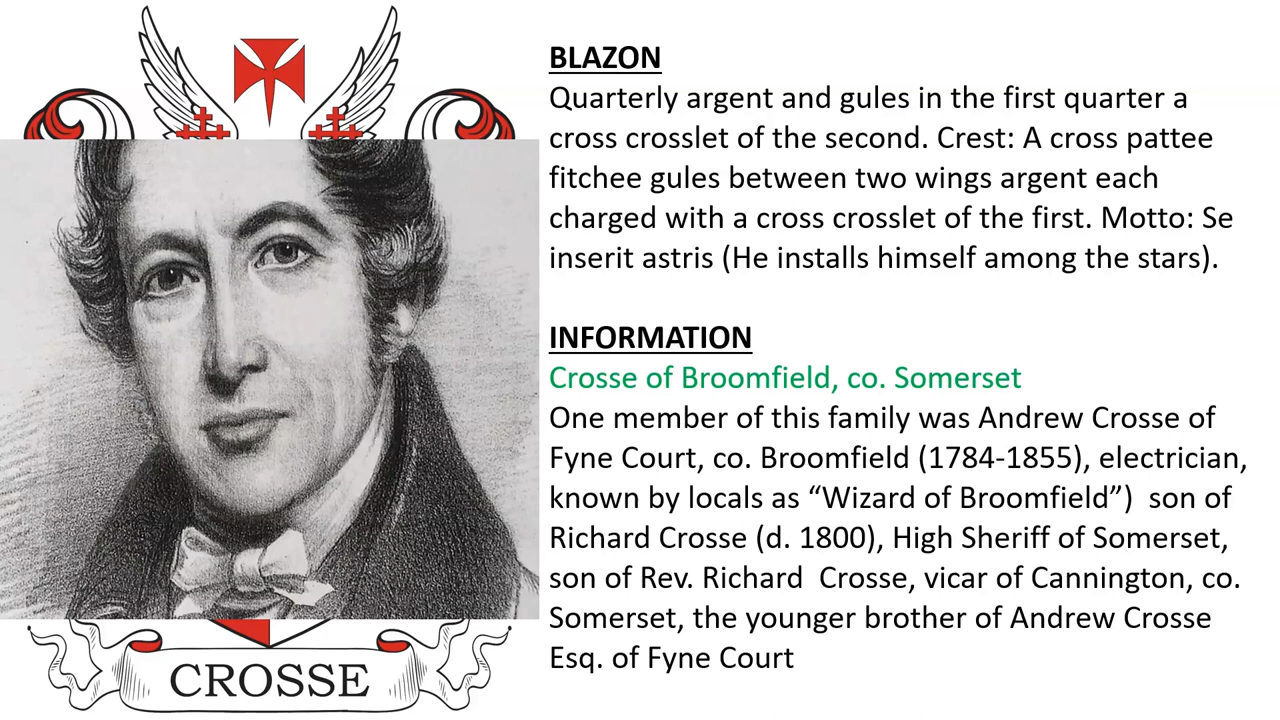 BLAZON
Quarterly argent and gules in the first quarter a
cross crosslet of the second. Crest: A cross pattee
fitchee gules between two wings argent each
charged with a cross crosslet of the first. Motto: Se
inserit astris (He installs himself among the stars).
INFORMATION
Crosse of Broomfield, co. Somerset
One member of this family was Andrew Crosse of
Fyne Court, co. Broomfield (1784-1855), electrician,
known by locals as “Wizard of Broomfield”)  son of
Richard Crosse (d. 1800), High Sheriff of Somerset,
son of Rev. Richard  Crosse, vicar of Cannington, co.
Somerset, the younger brother of Andrew Crosse
Esq. of Fyne Court
CROSSE